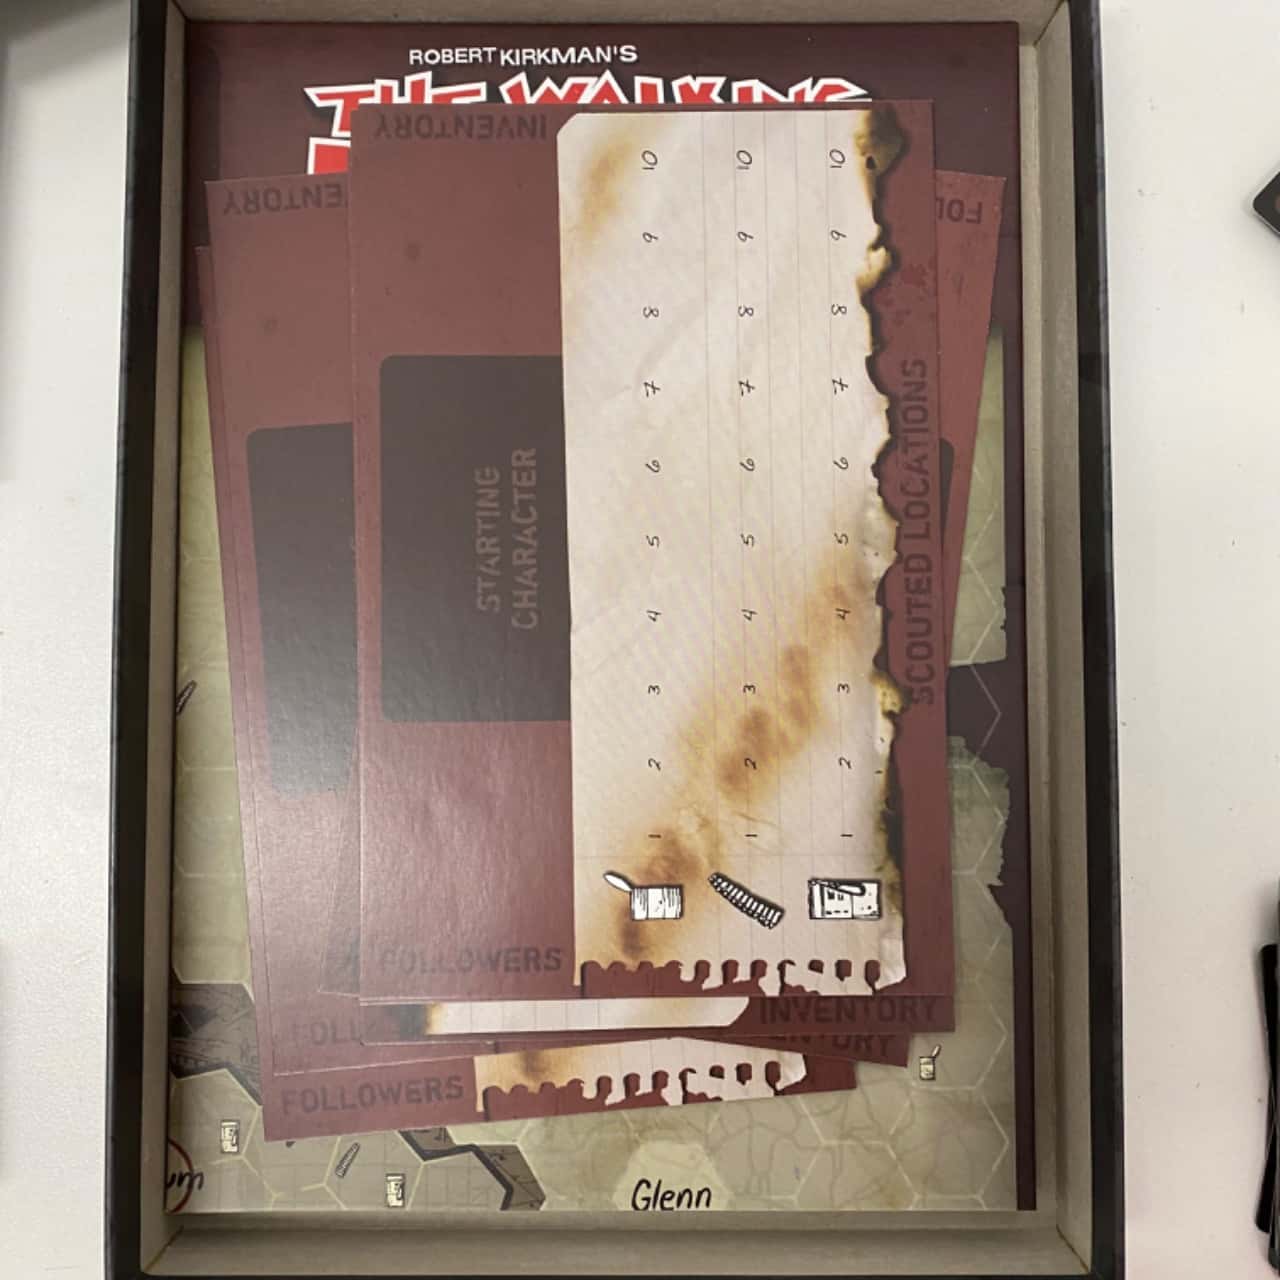 ROBERT KIRKMAN'S
THE WALKING
INVENTORY
INVENTORY
10 10 10
9 9 9
8 8 8
7 7 7
6 6 6
5 5 5
4 4 4
3 3 3
2 2 2
1 1 1
STARTING
CHARACTER
SCOUTED LOCATIONS
FOLLOWERS
INVENTORY
FOLLOWERS
Glenn